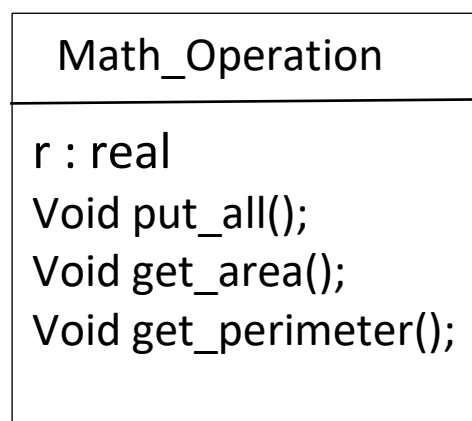 Math_Operation
r : real
Void put_all();
Void get_area();
Void get_perimeter();